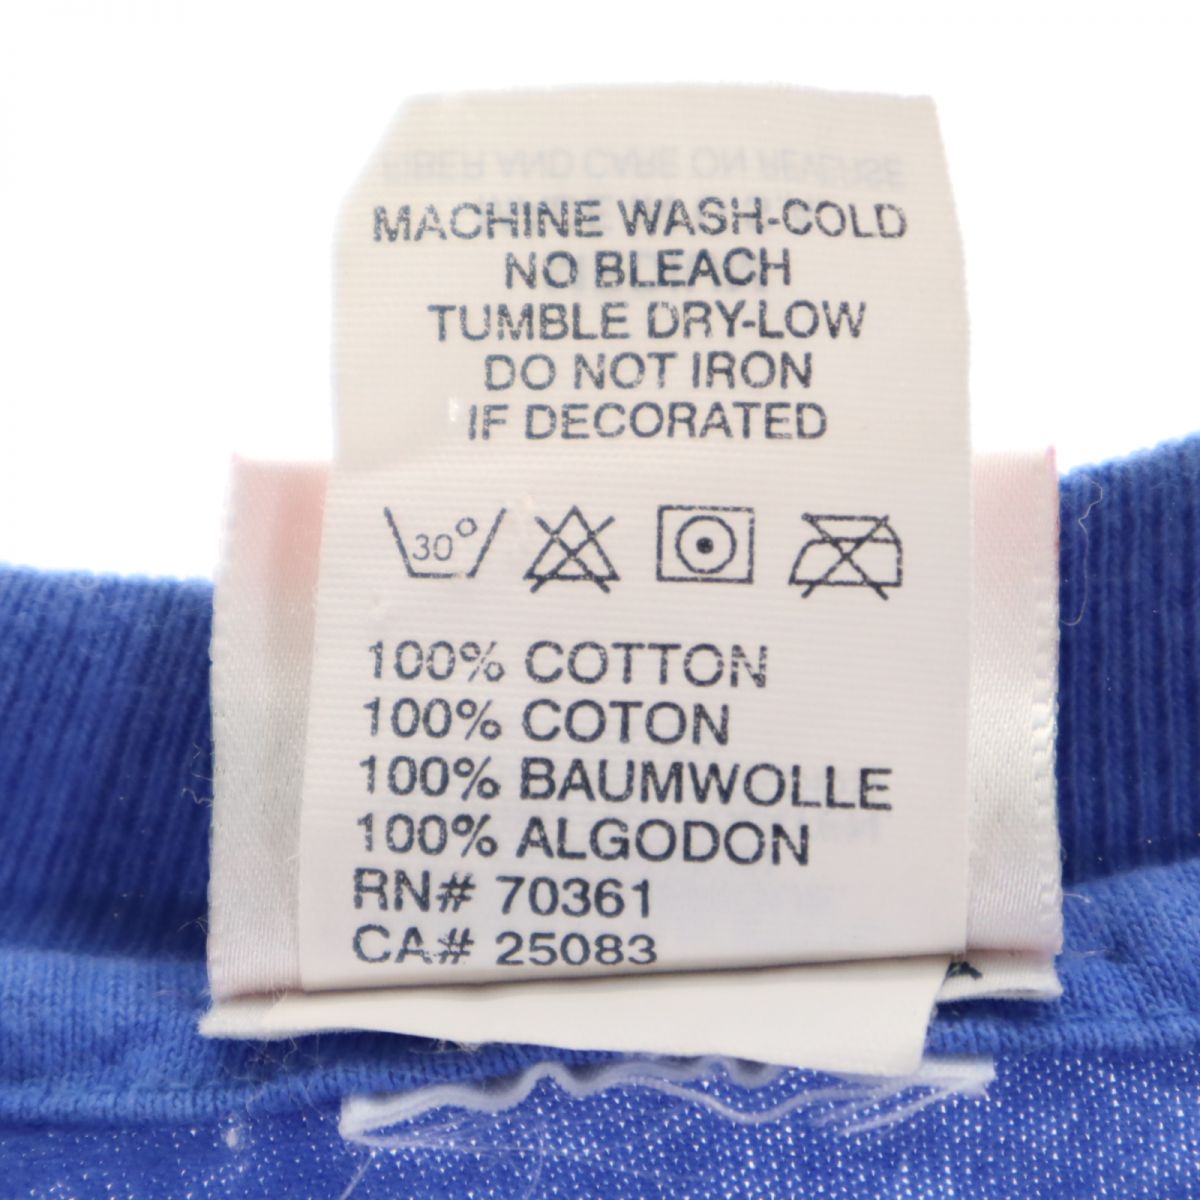 MACHINE WASH-COLD
NO BLEACH
TUMBLE DRY-LOW
DO NOT IRON
IF DECORATED
30°
100% COTTON
100% COTON
100% BAUMWOLLE
100% ALGODON
RN# 70361
CA# 25083